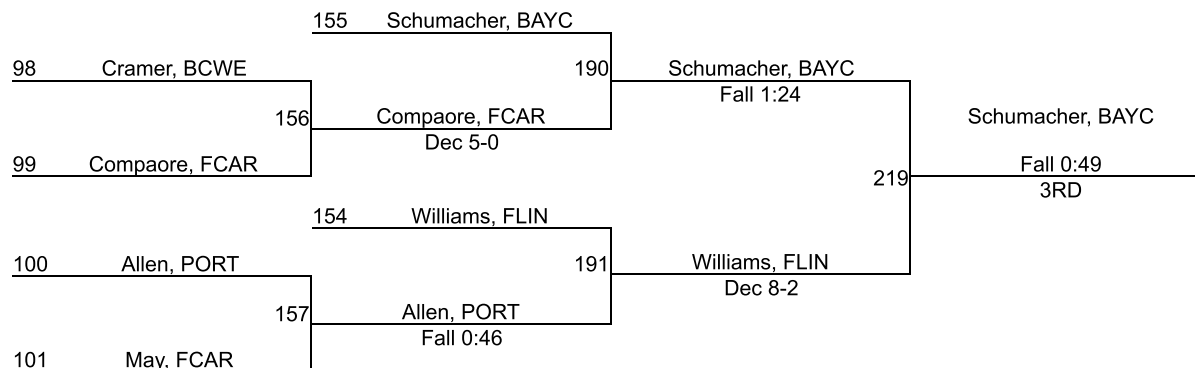 155 Schumacher, BAYC
98 Cramer, BCWE
190 Schumacher, BAYC
Fall 1:24
156 Compaore, FCAR
Dec 5-0
Schumacher, BAYC
99 Compaore, FCAR
Fall 0:49
219
3RD
154 Williams, FLIN
100 Allen, PORT
191 Williams, FLIN
Dec 8-2
157 Allen, PORT
Fall 0:46
101 May, FCAR